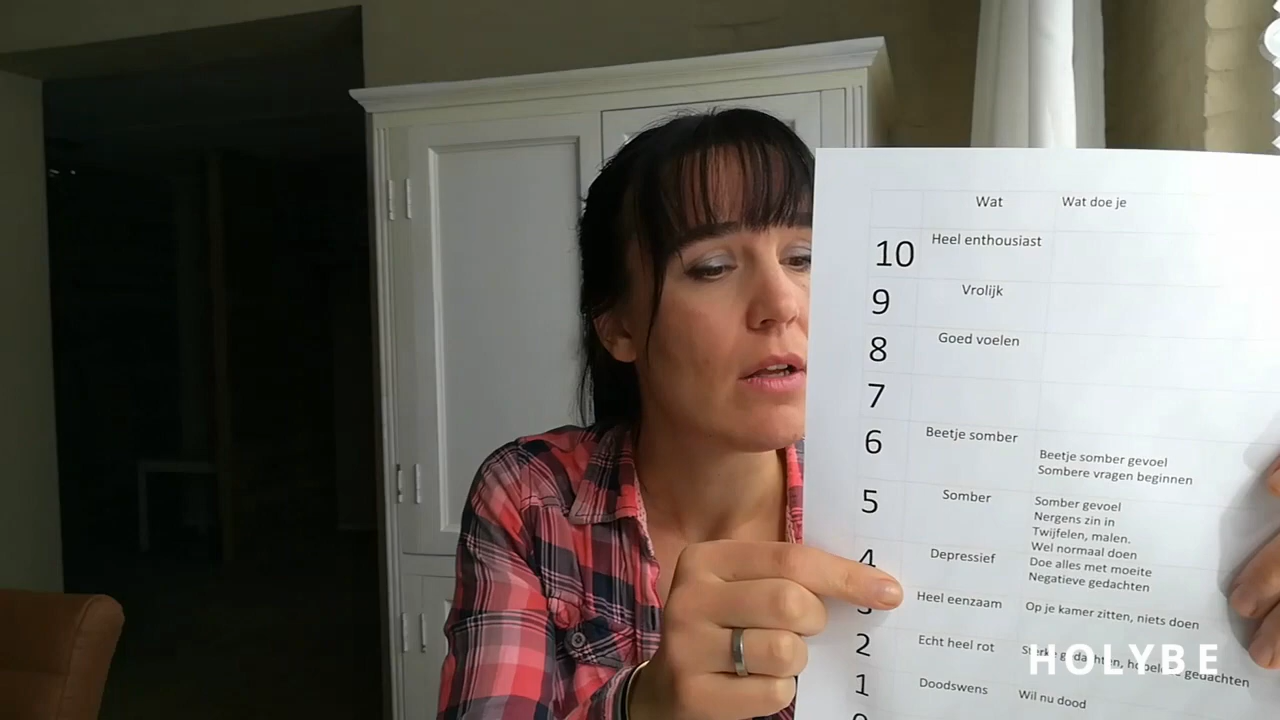 Wat Wat doe je
10 Heel enthousiast
9 Vrolijk
8 Goed voelen
7
6 Beetje somber
Beetje somber gevoel
Sombere vragen beginnen
5 Somber
Somber gevoel
Nergens zin in
Twijfelen, malen.
Wel normaal doen
4 Depressief
Doe alles met moeite
Negatieve gedachten
3 Heel eenzaam Op je kamer zitten, niets doen
2 Echt heel rot gedachten
1 Doodswens Wil nu dood
HOLYBE